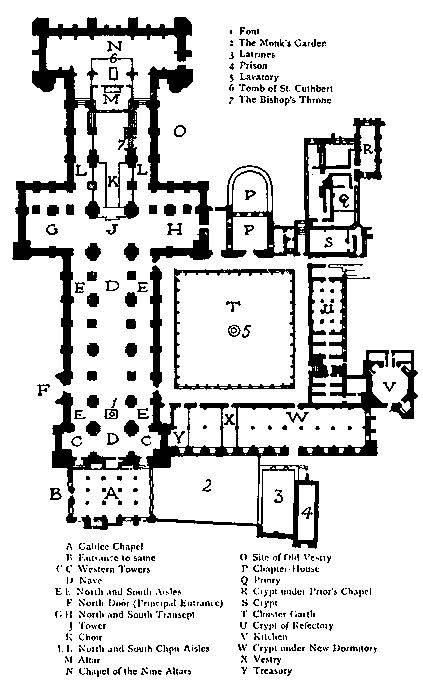 1 Font
2 The Monk's Garden
3 Latrines
4 Prison
5 Lavatory
6 Tomb of St. Cuthbert
7 The Bishop's Throne
N
6
M
O
7
L L
K
R
Q
P
P
S
G J H
E D E
T
5
U
V
F
1
E E
W
X
Y
C D C
B A
2
3
4
A Galilee Chapel
B Entrance to same
C C Western Towers
D Nave
E E North and South Aisles
F North Door (Principal Entrance)
G H North and South Transept
J Tower
K Choir
L L North and South Choir Aisles
M Altar
N Chapel of the Nine Altars
O Site of Old Vestry
P Chapter-House
Q Priory
R Crypt under Prior's Chapel
S Crypt
T Cloister Garth
U Crypt of Refectory
V Kitchen
W Crypt under New Dormitory
X Vestry
Y Treasury